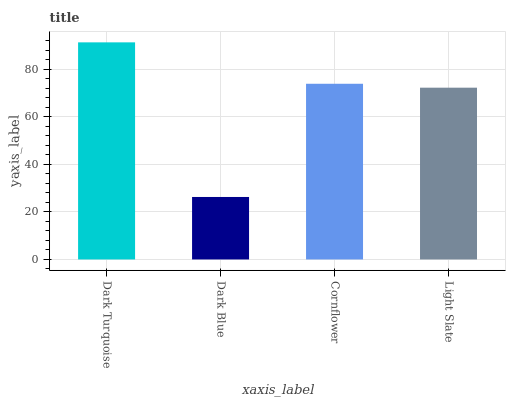 title
yaxis_label
80
60
40
20
0
Dark Turquoise
Dark Blue
Cornflower
Light Slate
xaxis_label